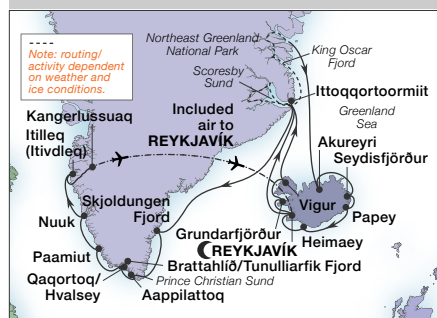 ----
Note: routing/
activity dependent
on weather and
ice conditions.
Northeast Greenland
National Park
King Oscar
Fjord
Scoresby
Sund
Ittoqqortoormiit
Greenland
Sea
Kangerlussuaq
Itilleq
(Itivdleq)
Included
air to
REYKJAVÍK
Akureyri
Seydisfjörður
Skjoldungen
Fjord
Vigur
Nuuk
Papey
Grundarfjörður
REYKJAVÍK
Heimaey
Paamiut
Brattahlíð/Tunulliarfik Fjord
Qaqortoq/
Hvalsey
Prince Christian Sund
Aappilattoq